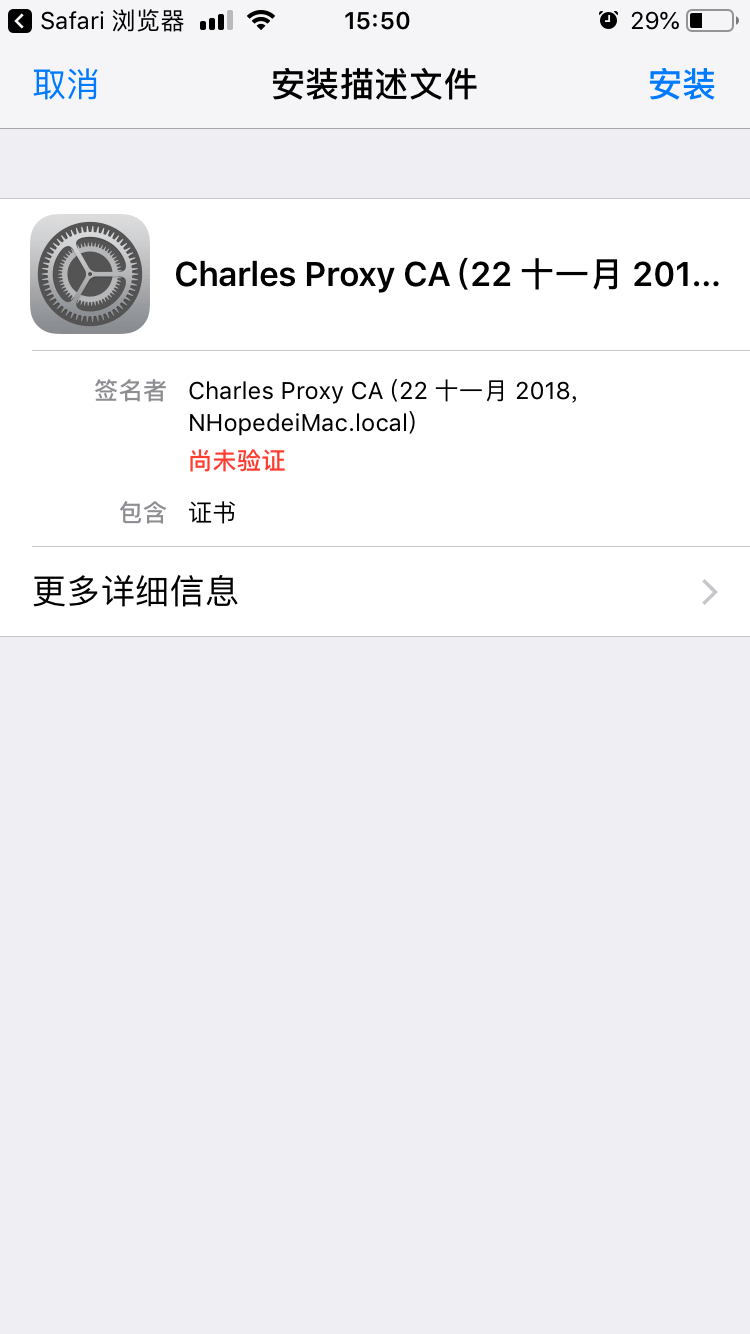 Safari 浏览器 15:50 29%
取消 安装描述文件 安装
Charles Proxy CA (22 十一月 201...
签名者 Charles Proxy CA (22 十一月 2018,
NHopedeiMac.local)
尚未验证
包含 证书
更多详细信息